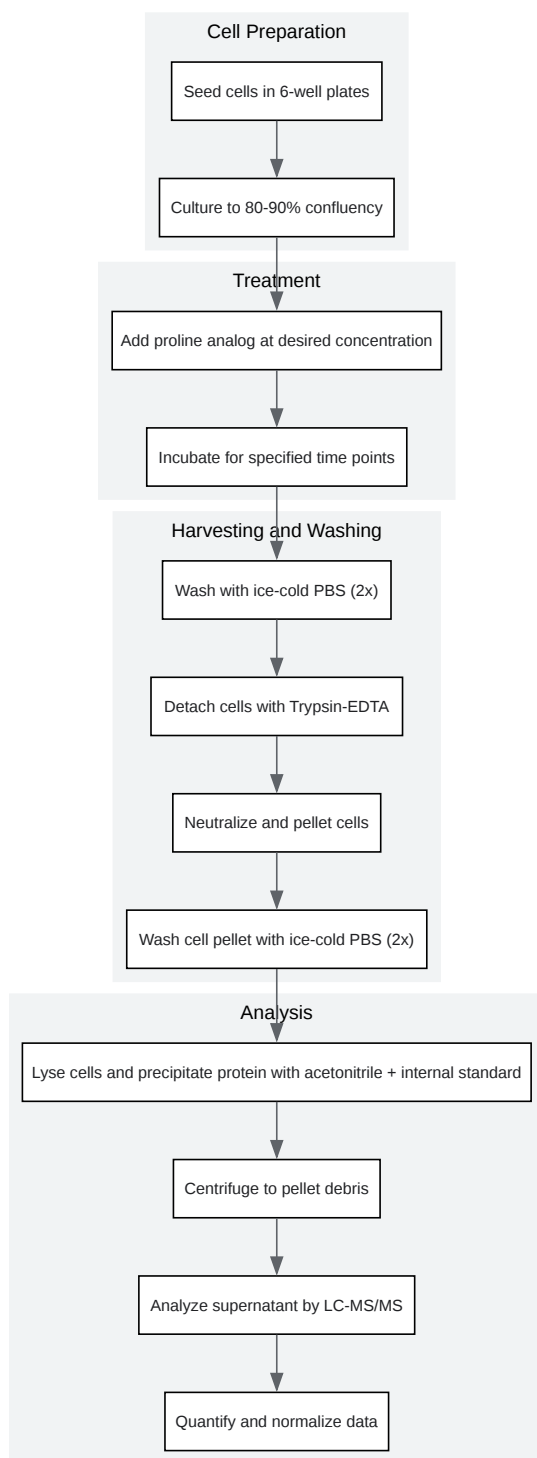 Cell Preparation
Seed cells in 6-well plates
Culture to 80-90% confluency
Treatment
Add proline analog at desired concentration
Incubate for specified time points
Harvesting and Washing
Wash with ice-cold PBS (2x)
Detach cells with Trypsin-EDTA
Neutralize and pellet cells
Wash cell pellet with ice-cold PBS (2x)
Analysis
Lyse cells and precipitate protein with acetonitrile + internal standard
Centrifuge to pellet debris
Analyze supernatant by LC-MS/MS
Quantify and normalize data